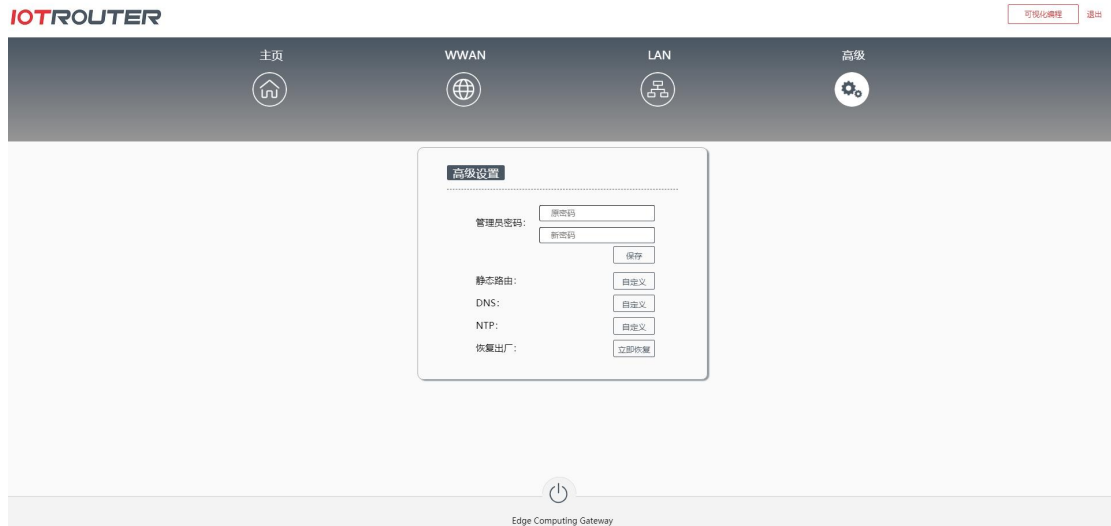 IOTROUTER
可视化编程 退出
主页 WWAN LAN 高级
高级设置
管理员密码：
原密码
新密码
保存
静态路由： 自定义
DNS： 自定义
NTP： 自定义
恢复出厂： 立即恢复
Edge Computing Gateway